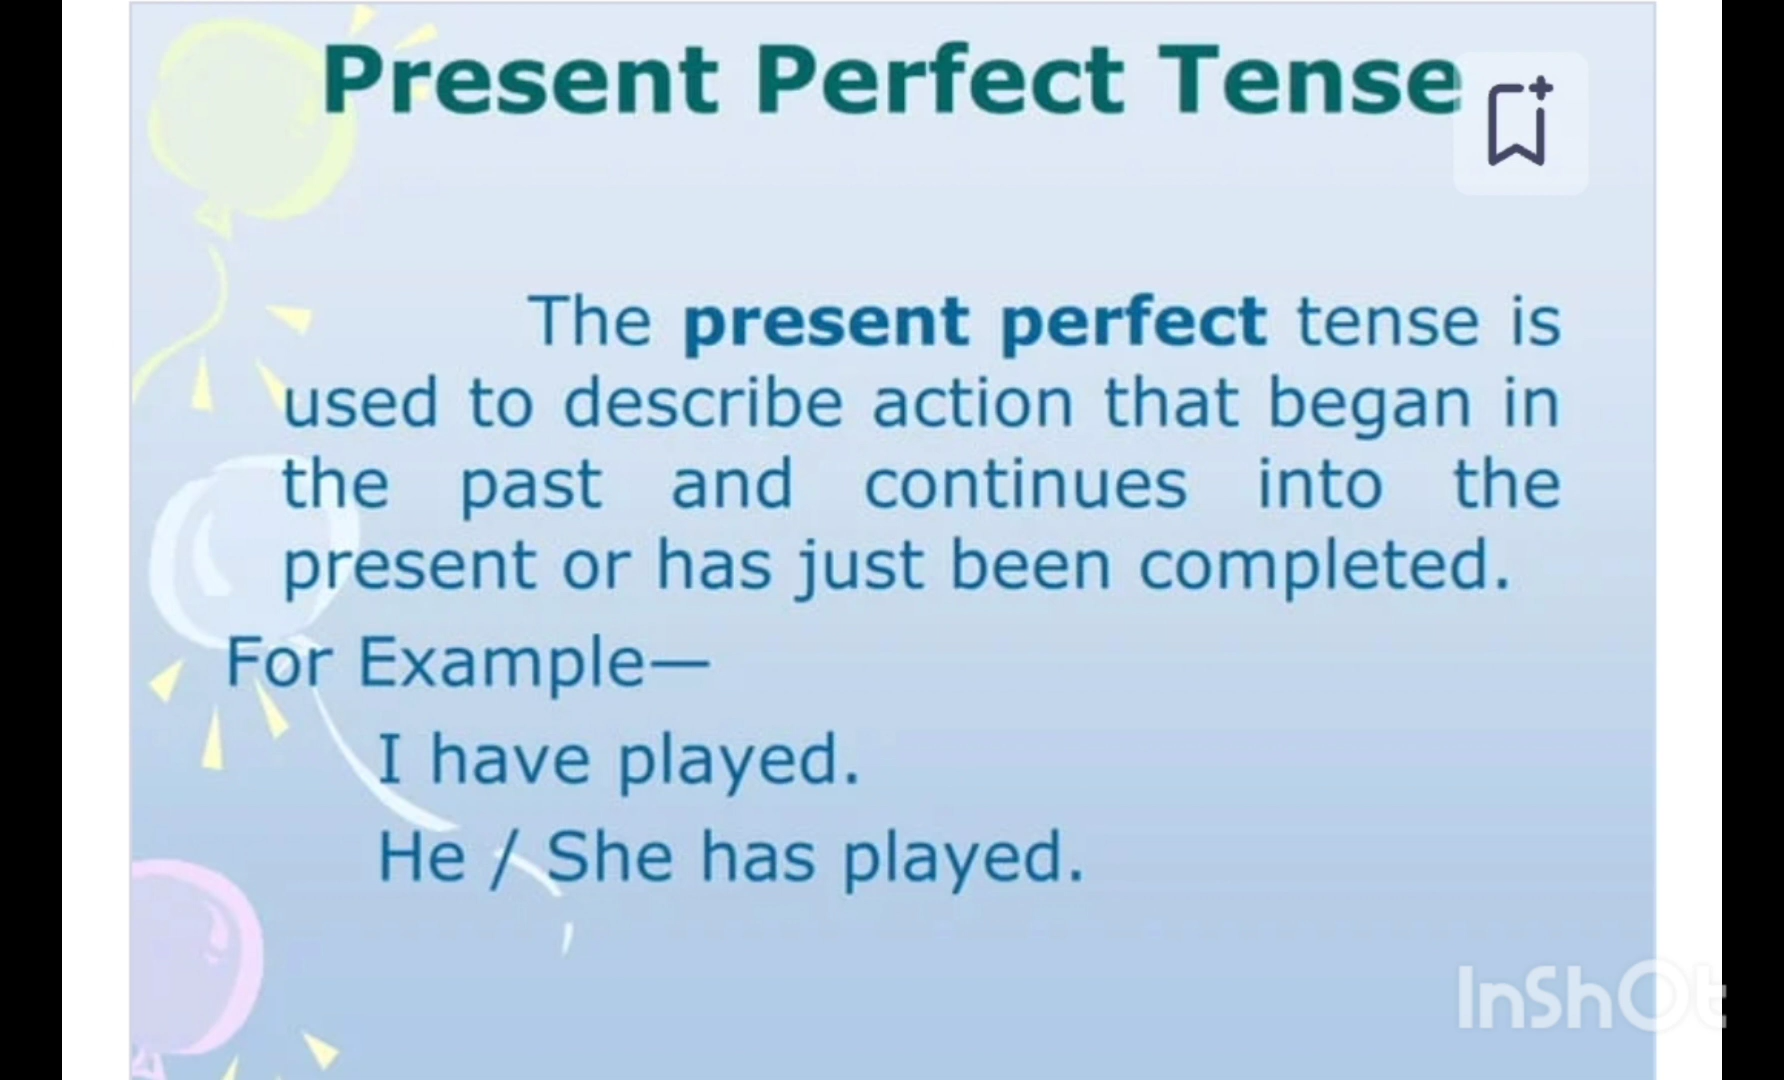 Present Perfect Tense
The present perfect tense is
used to describe action that began in
the past and continues into the
present or has just been completed.
For Example—
I have played.
He / She has played.
InShOt